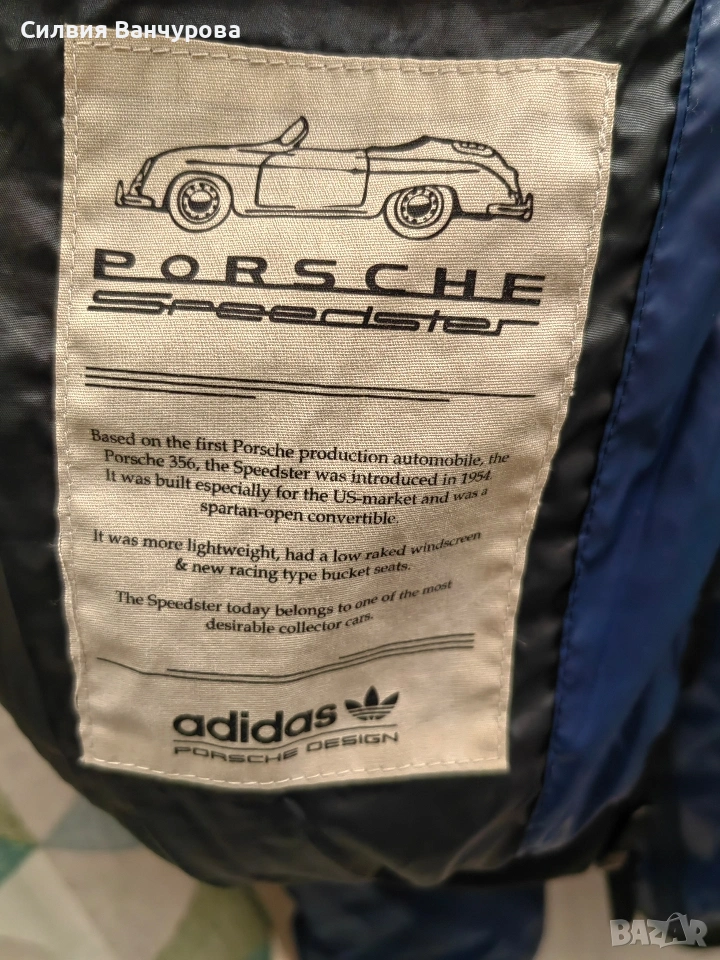 Силвия Ванчурова
PORSCHE
Speedster
Based on the first Porsche production automobile, the
Porsche 356, the Speedster was introduced in 1954.
It was built especially for the US-market and was a
spartan-open convertible.
It was more lightweight, had a low raked windscreen
& new racing type bucket seats.
The Speedster today belongs to one of the most
desirable collector cars.
adidas
PORSCHE DESIGN
BAZAR